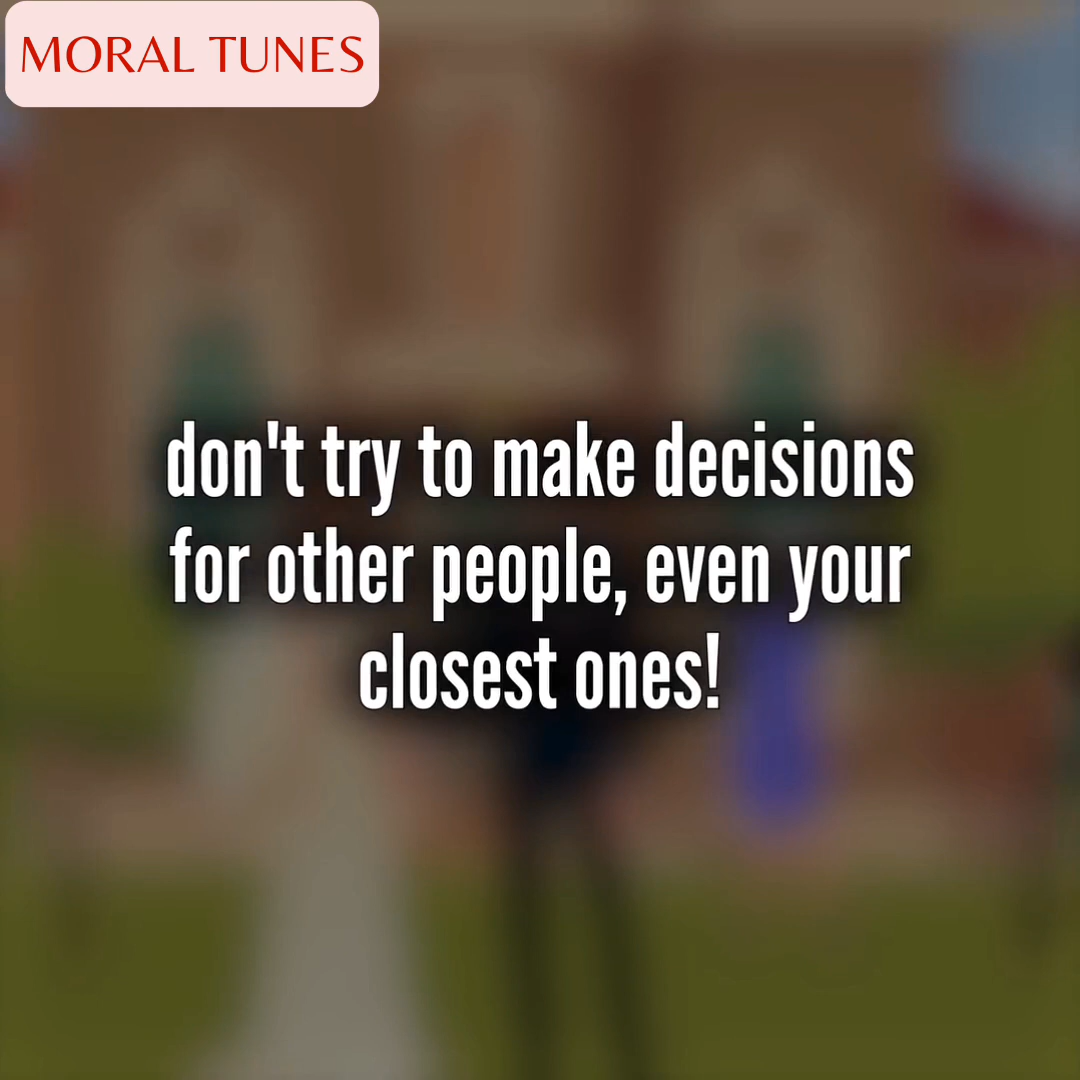 MORAL TUNES
don't try to make decisions
for other people, even your
closest ones!